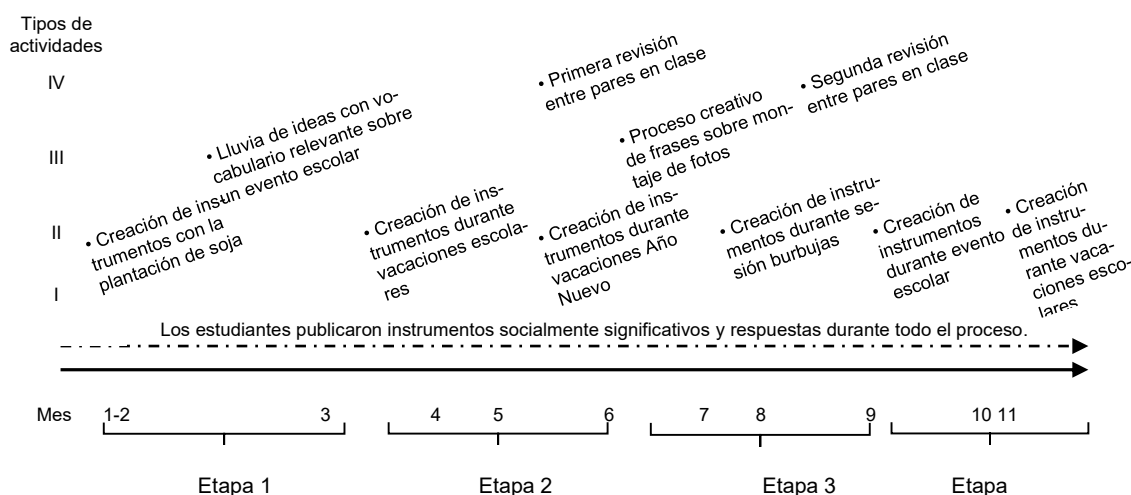 Tipos de
actividades
IV
III
II
I
• Creación de ins-
trumentos con la
plantación de soja
• Lluvia de ideas con vo-
cabulario relevante sobre
un evento escolar
• Creación de ins-
trumentos durante
vacaciones escola-
res
• Primera revisión
entre pares en clase
• Proceso creativo
de frases sobre mon-
taje de fotos
• Creación de ins-
trumentos durante
vacaciones Año
Nuevo
• Segunda revisión
entre pares en clase
• Creación de instru-
mentos durante se-
sión burbujas
• Creación de
instrumentos
durante evento
escolar
• Creación
de instru-
mentos du-
rante vaca-
ciones esco-
lares
Los estudiantes publicaron instrumentos socialmente significativos y respuestas durante todo el proceso.
Mes 1-2 3 4 5 6 7 8 9 10 11
Etapa 1 Etapa 2 Etapa 3 Etapa